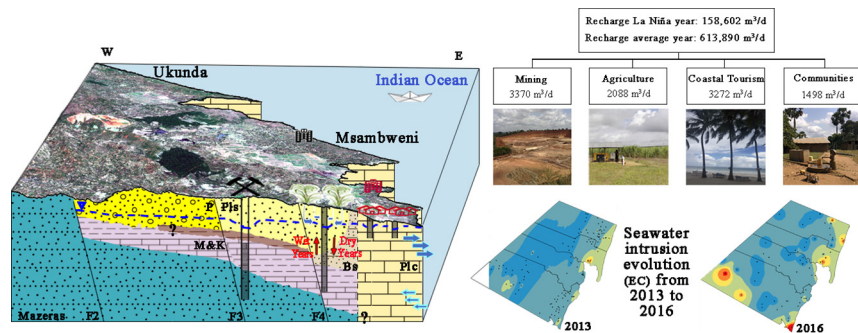 Recharge La Niña year: 158,602 m³/d
Recharge average year: 613,890 m³/d
Mining
3370 m³/d
Agriculture
2088 m³/d
Coastal Tourism
3272 m³/d
Communities
1498 m³/d
W
E
Ukunda
Indian Ocean
Msambweni
P
Pls
?
M&K
Wet
Years
Dry
Years
Bs
Plc
Mazeras
F2
F3
F4
?
Seawater
intrusion
evolution
(EC) from
2013 to
2016
2013
2016